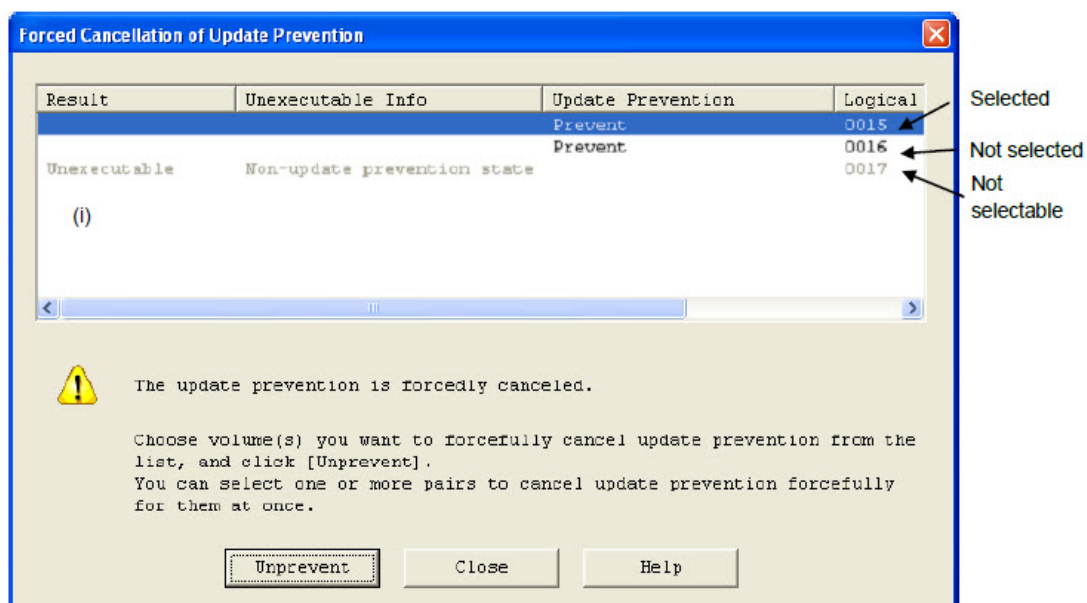 Forced Cancellation of Update Prevention
Result Unexecutable Info Update Prevention Logical
Prevent 0015
Prevent 0016
Unexecutable Non-update prevention state 0017
(i)
Selected
Not selected
Not
selectable
The update prevention is forcedly canceled.
Choose volume(s) you want to forcefully cancel update prevention from the
list, and click [Unprevent].
You can select one or more pairs to cancel update prevention forcefully
for them at once.
Unprevent Close Help